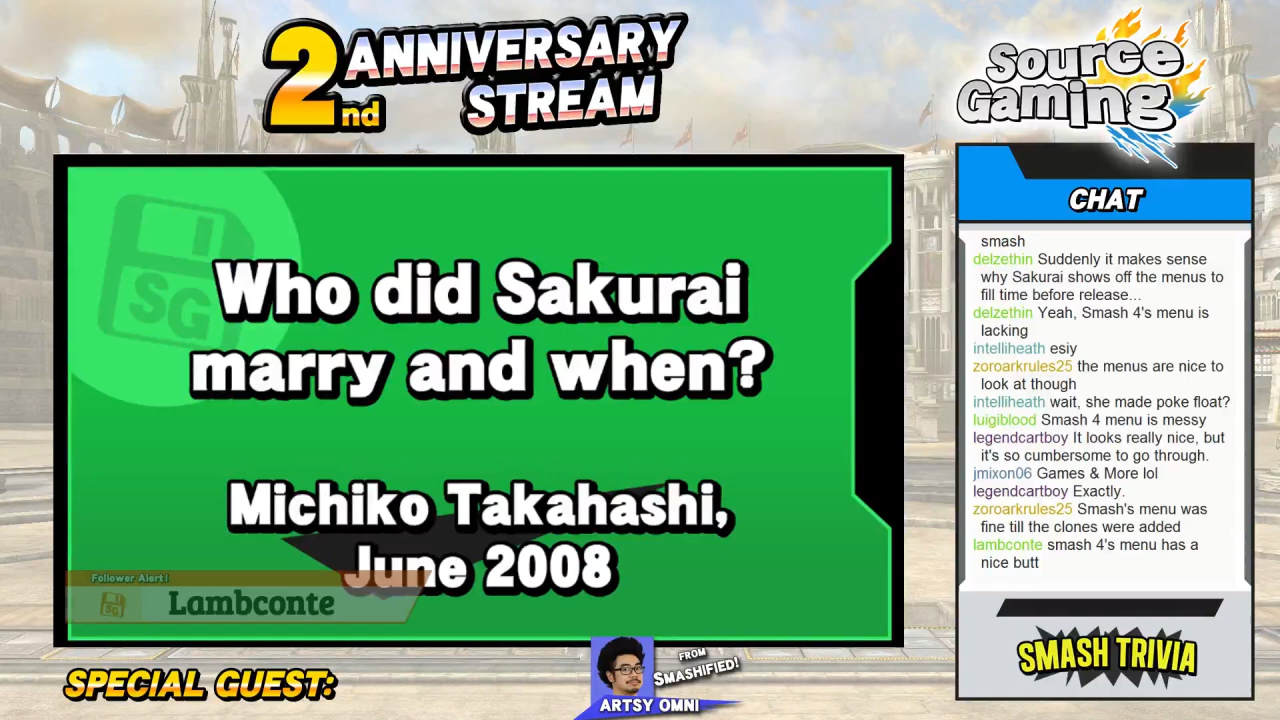 2nd ANNIVERSARY
STREAM
Source
Gaming
CHAT
smash
delzethin Suddenly it makes sense
why Sakurai shows off the menus to
fill time before release...
delzethin Yeah, Smash 4's menu is
lacking
intelliheath esiy
zoroarkrules25 the menus are nice to
look at though
intelliheath wait, she made poke float?
luigiblood Smash 4 menu is messy
legendcartboy It looks really nice, but
it's so cumbersome to go through.
jmixon06 Games & More lol
legendcartboy Exactly.
zoroarkrules25 Smash's menu was
fine till the clones were added
lambconte smash 4's menu has a
nice butt
SMASH TRIVIA
SG
Who did Sakurai
marry and when?
Michiko Takahashi,
June 2008
Follower Alert!
SG
Lambconte
SPECIAL GUEST:
FROM
SMASHIFIED!
ARTSY OMNI